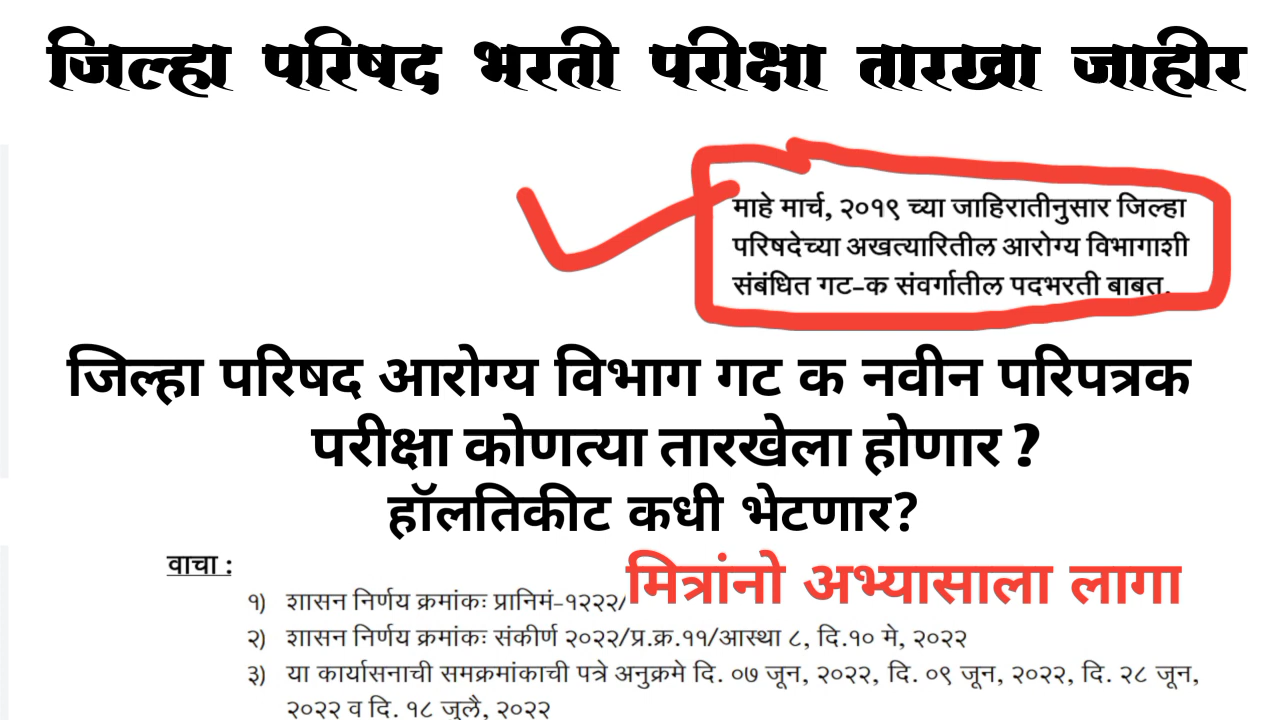 जिल्हा परिषद भरती परीक्षा तारखा जाहीर
माहे मार्च, २०१९ च्या जाहिरातीनुसार जिल्हा
परिषदेच्या अखत्यारितील आरोग्य विभागाशी
संबंधित गट-क संवर्गातील पदभरती बाबत.
जिल्हा परिषद आरोग्य विभाग गट क नवीन परिपत्रक
परीक्षा कोणत्या तारखेला होणार ?
हॉलतिकीट कधी भेटणार?
वाचा :
मित्रांनो अभ्यासाला लागा
१) शासन निर्णय क्रमांकः प्रानिमं-१२२२/
२) शासन निर्णय क्रमांकः संकीर्ण २०२२/प्र.क्र.११/आस्था ८, दि.१० मे, २०२२
३) या कार्यासनाची समक्रमांकाची पत्रे अनुक्रमे दि. ०७ जून, २०२२, दि. ०९ जून, २०२२, दि. २८ जून,
२०२२ व दि. १८ जुलै, २०२२